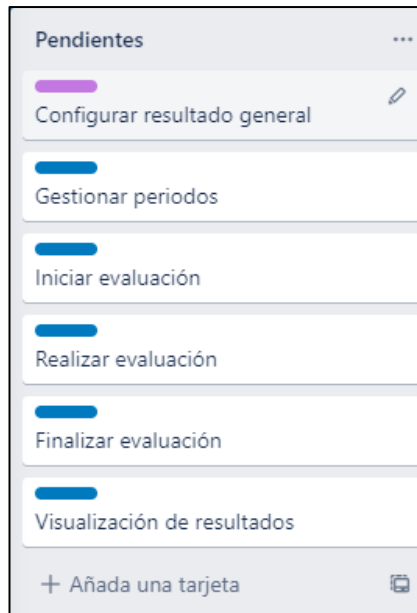 Pendientes
Configurar resultado general
Gestionar periodos
Iniciar evaluación
Realizar evaluación
Finalizar evaluación
Visualización de resultados
+ Añada una tarjeta